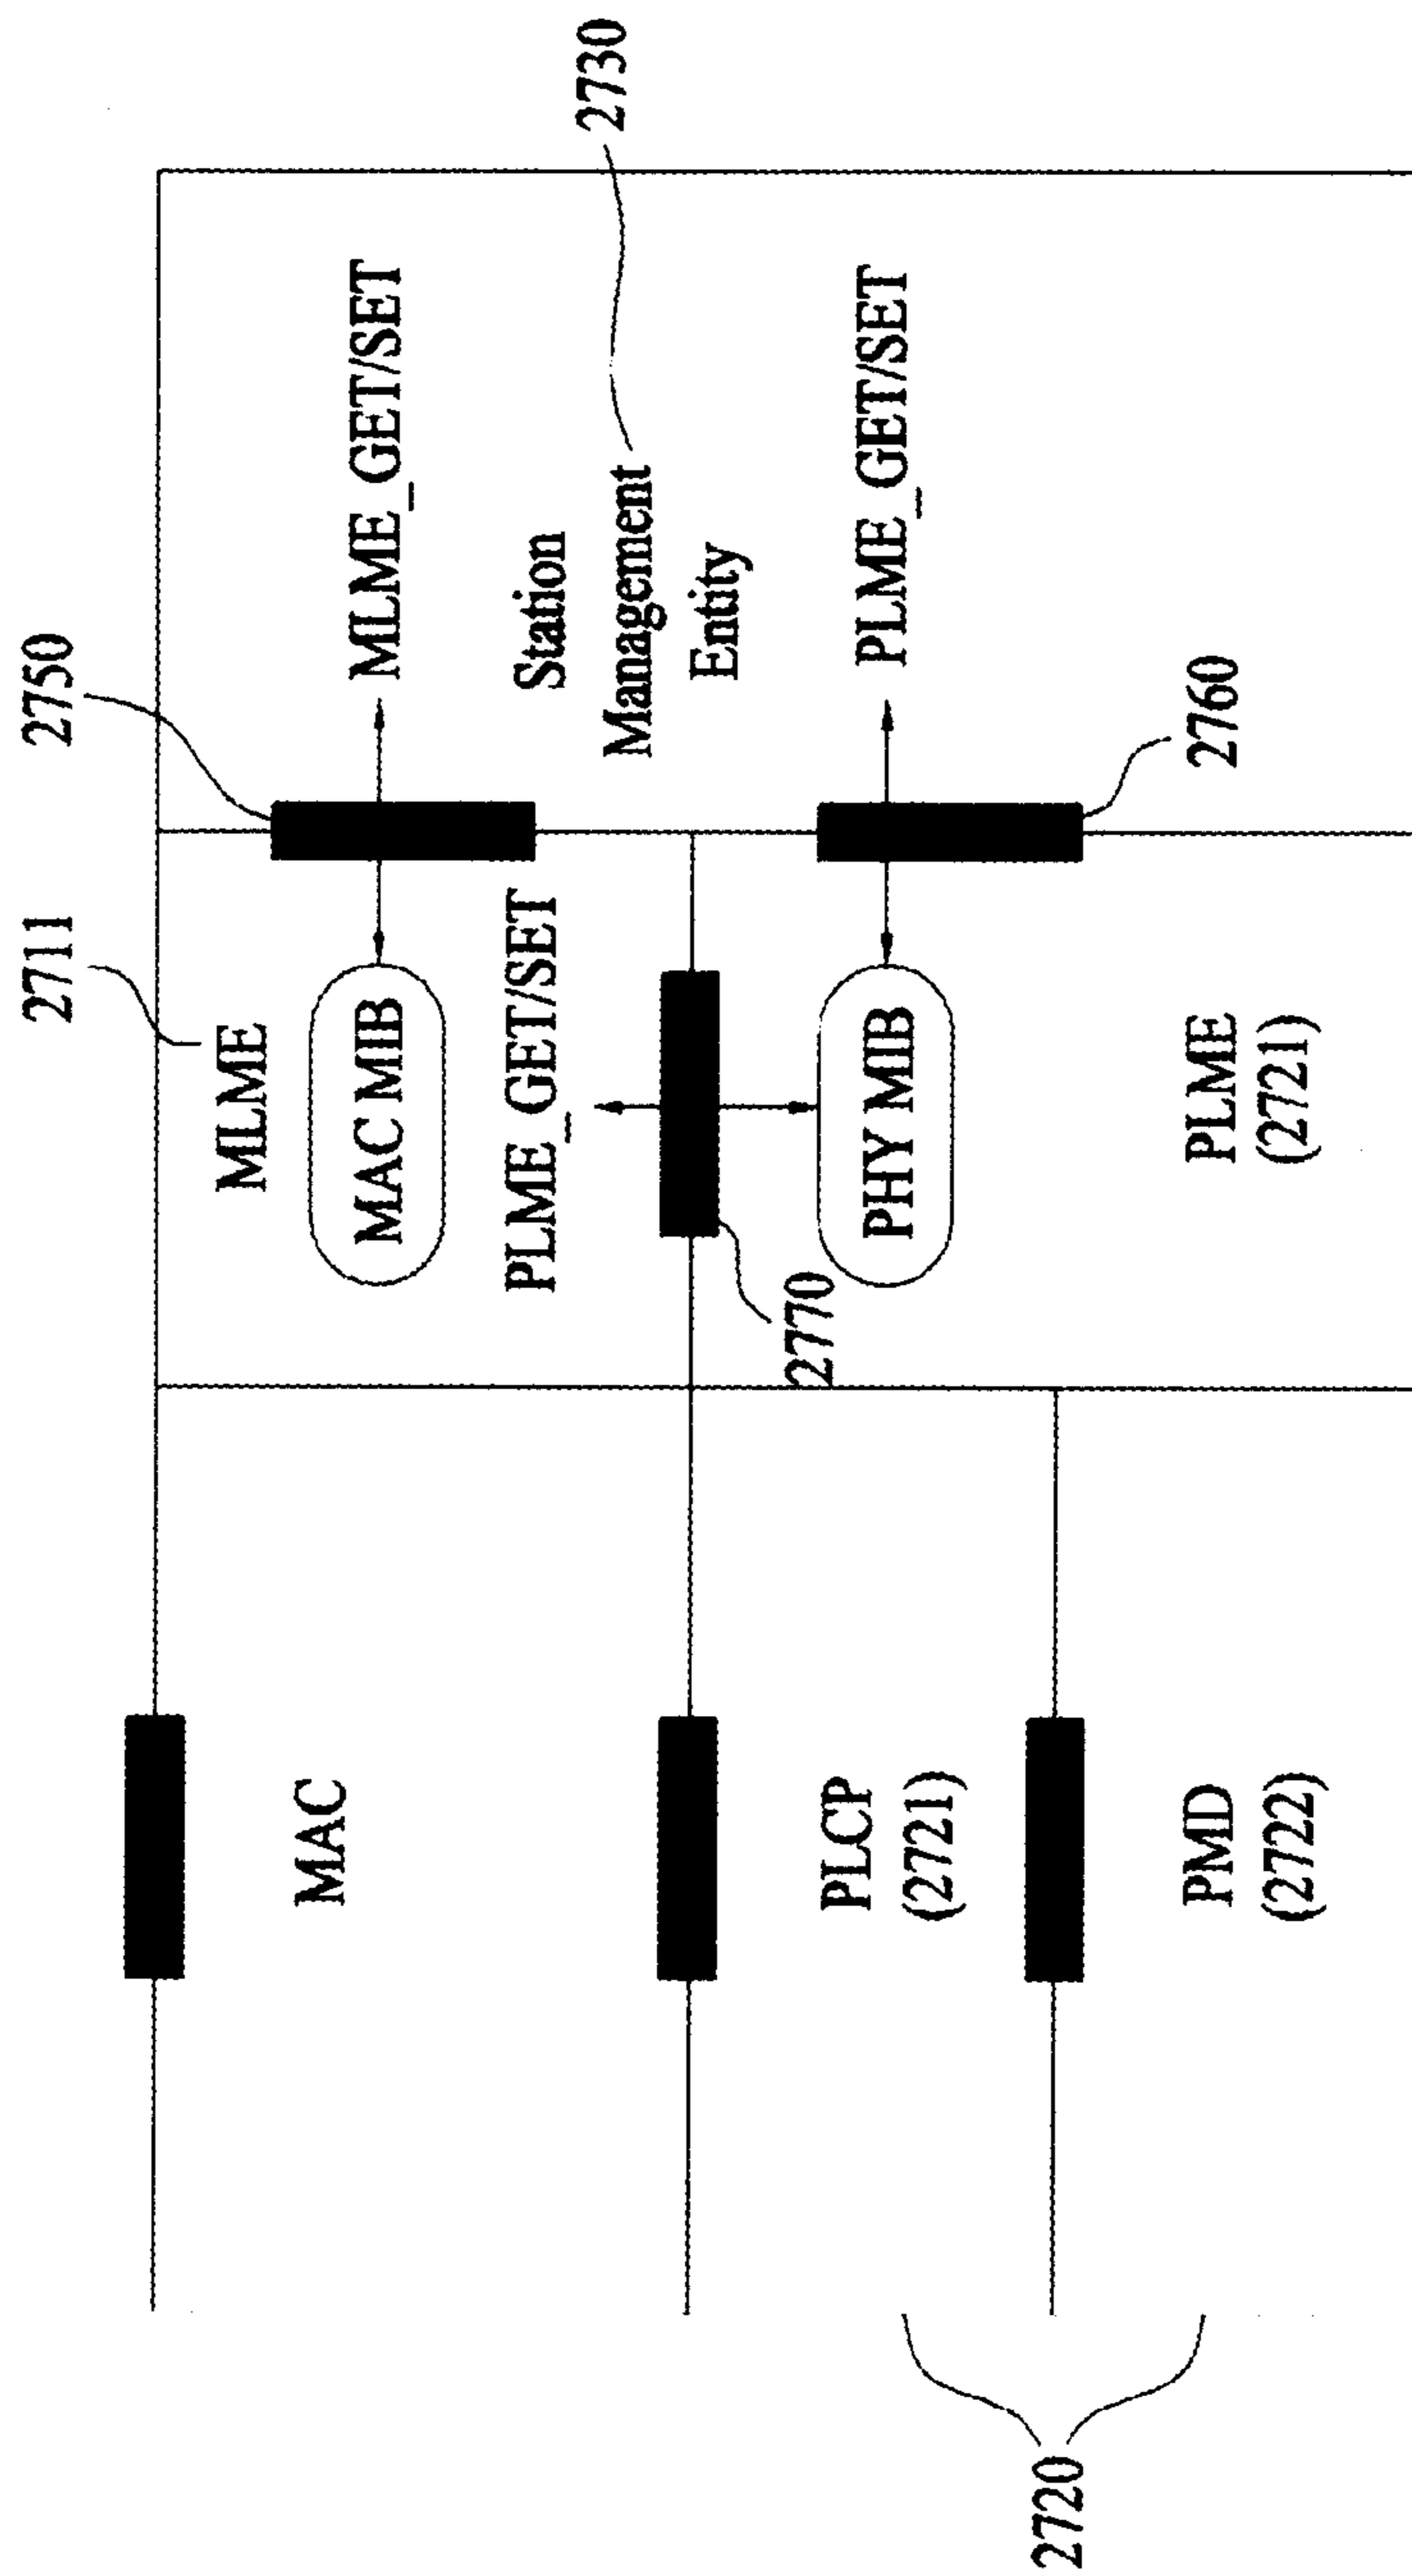 2711
2750
2730
MAC
MLME
MAC MIB
MLME_GET/SET
PLME_GET/SET
Station
Management
Entity
2770
PLCP
(2721)
PHY MIB
PLME_GET/SET
PMD
(2722)
PLME
(2721)
2760
2720